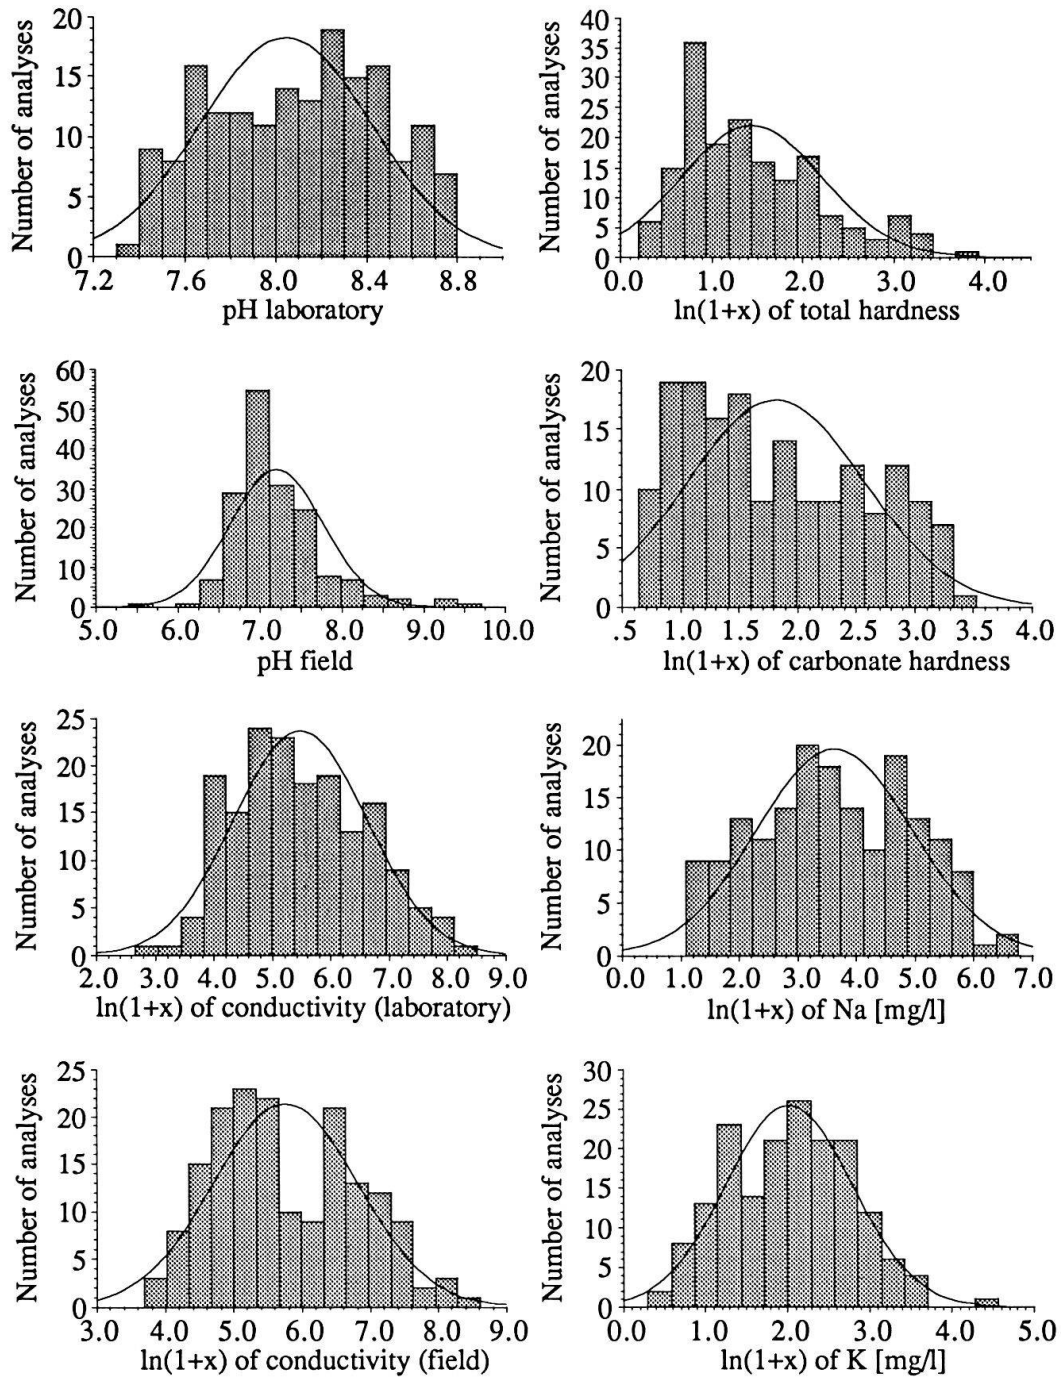 Number of analyses
20
15
10
5
0
7.2 7.6 8.0 8.4 8.8
pH laboratory
Number of analyses
40
35
30
25
20
15
10
5
0
0.0 1.0 2.0 3.0 4.0
ln(1+x) of total hardness
Number of analyses
60
50
40
30
20
10
0
5.0 6.0 7.0 8.0 9.0 10.0
pH field
Number of analyses
20
15
10
5
0
.5 1.0 1.5 2.0 2.5 3.0 3.5 4.0
ln(1+x) of carbonate hardness
Number of analyses
25
20
15
10
5
0
2.0 3.0 4.0 5.0 6.0 7.0 8.0 9.0
ln(1+x) of conductivity (laboratory)
Number of analyses
20
15
10
5
0
0.0 1.0 2.0 3.0 4.0 5.0 6.0 7.0
ln(1+x) of Na [mg/l]
Number of analyses
25
20
15
10
5
0
3.0 4.0 5.0 6.0 7.0 8.0 9.0
ln(1+x) of conductivity (field)
Number of analyses
30
25
20
15
10
5
0
0.0 1.0 2.0 3.0 4.0 5.0
ln(1+x) of K [mg/l]